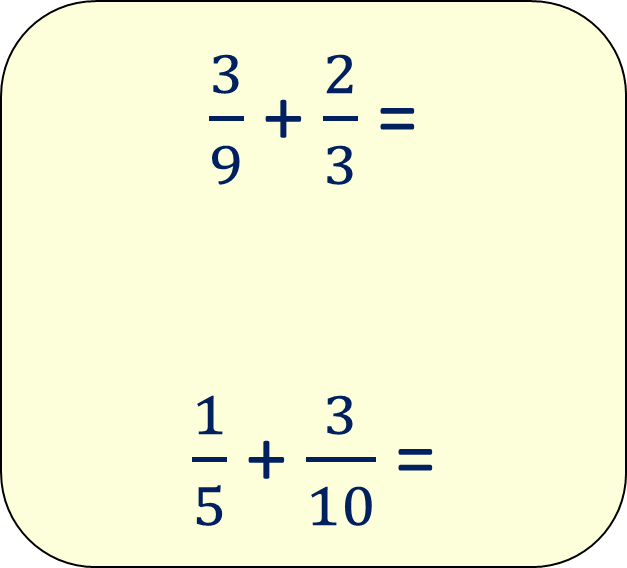 3/9 + 2/3 =
1/5 + 3/10 =